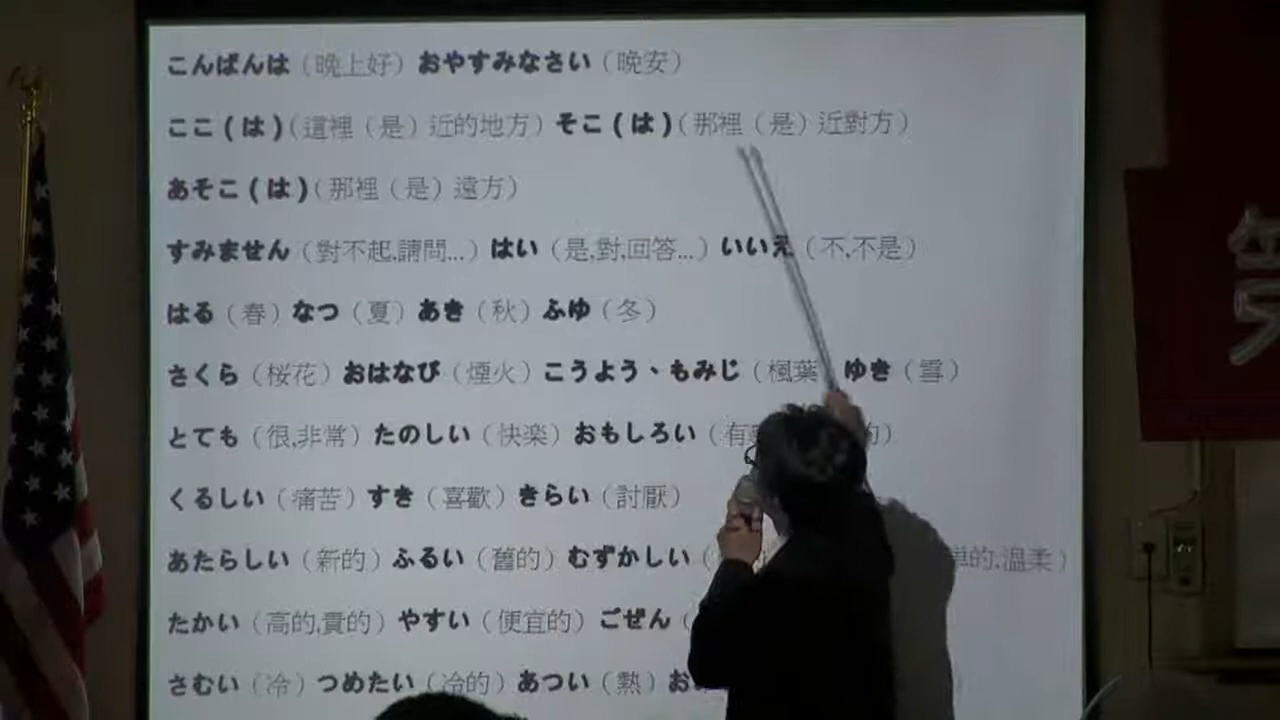 こんばんは（晚上好）おやすみなさい（晚安）
ここ(は)（這裡（是）近的地方）そこ(は)（那裡（是）近對方）
あそこ(は)（那裡（是）遠方）
すみません（對不起,請問...）はい（是,對,回答...）いいえ（不,不是）
はる（春）なつ（夏）あき（秋）ふゆ（冬）
さくら（桜花）おはなび（煙火）こうよう、もみじ（楓葉 ゆき（雪）
とても（很,非常）たのしい（快楽）おもしろい（有 的）
くるしい（痛苦）すき（喜歡）きらい（討厭）
あたらしい（新的）ふるい（舊的）むずかしい（ 的,温柔）
たかい（高的,貴的）やすい（便宜的）ごぜん（
さむい（冷）つめたい（冷的）あつい（熱）お